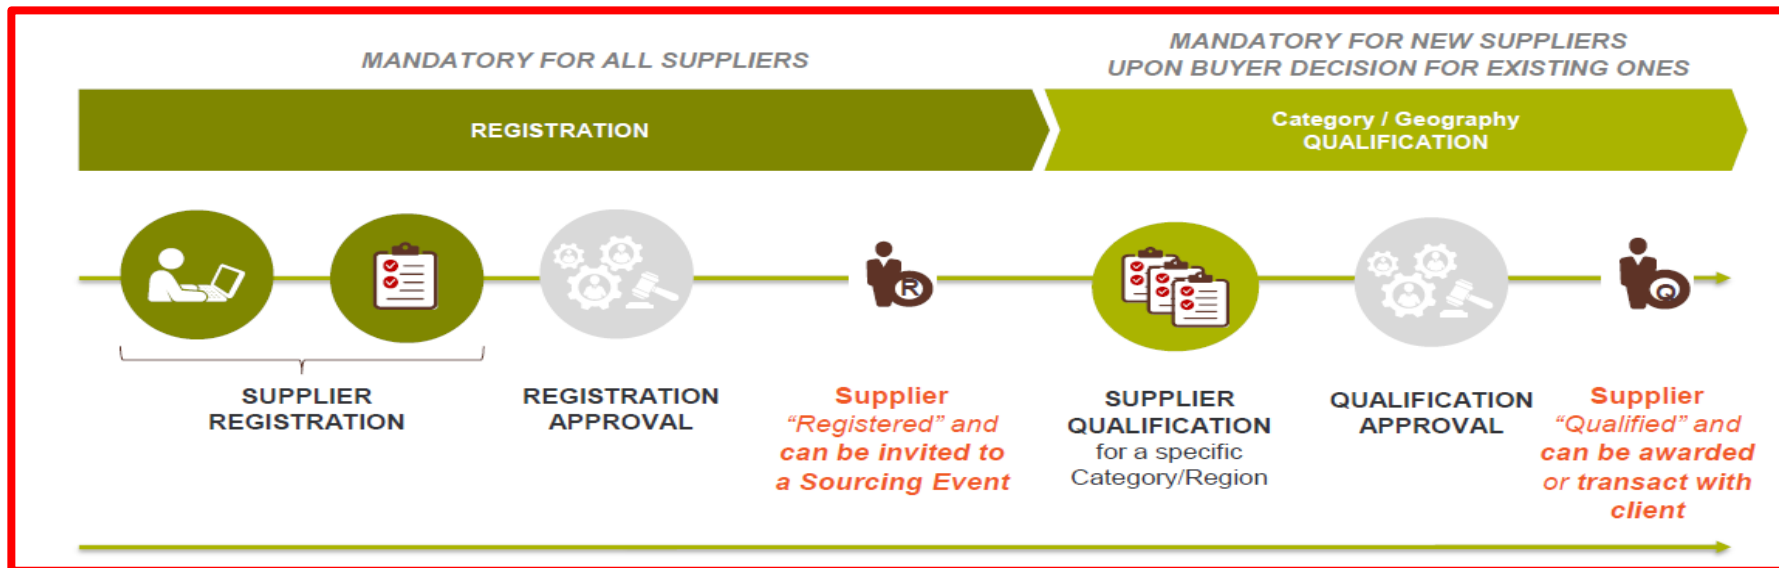 MANDATORY FOR ALL SUPPLIERS
MANDATORY FOR NEW SUPPLIERS
UPON BUYER DECISION FOR EXISTING ONES
REGISTRATION
Category / Geography
QUALIFICATION
R
Q
SUPPLIER
REGISTRATION
REGISTRATION
APPROVAL
Supplier
“Registered” and
can be invited to
a Sourcing Event
SUPPLIER
QUALIFICATION
for a specific
Category/Region
QUALIFICATION
APPROVAL
Supplier
“Qualified” and
can be awarded
or transact with
client